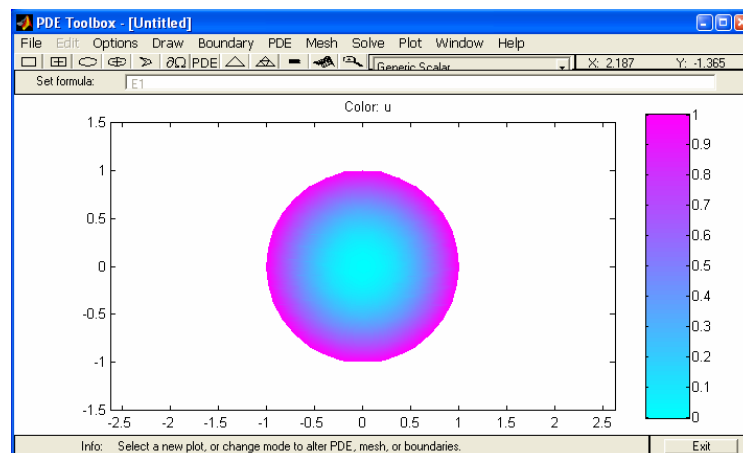 PDE Toolbox - [Untitled]
File Edit Options Draw Boundary PDE Mesh Solve Plot Window Help
∂Ω PDE Generic Scalar X: 2.187 Y: -1.365
Set formula: E1
Color: u
1.5
1
0.5
0
-0.5
-1
-1.5
-2.5 -2 -1.5 -1 -0.5 0 0.5 1 1.5 2 2.5
1
0.9
0.8
0.7
0.6
0.5
0.4
0.3
0.2
0.1
0
Info: Select a new plot, or change mode to alter PDE, mesh, or boundaries. Exit